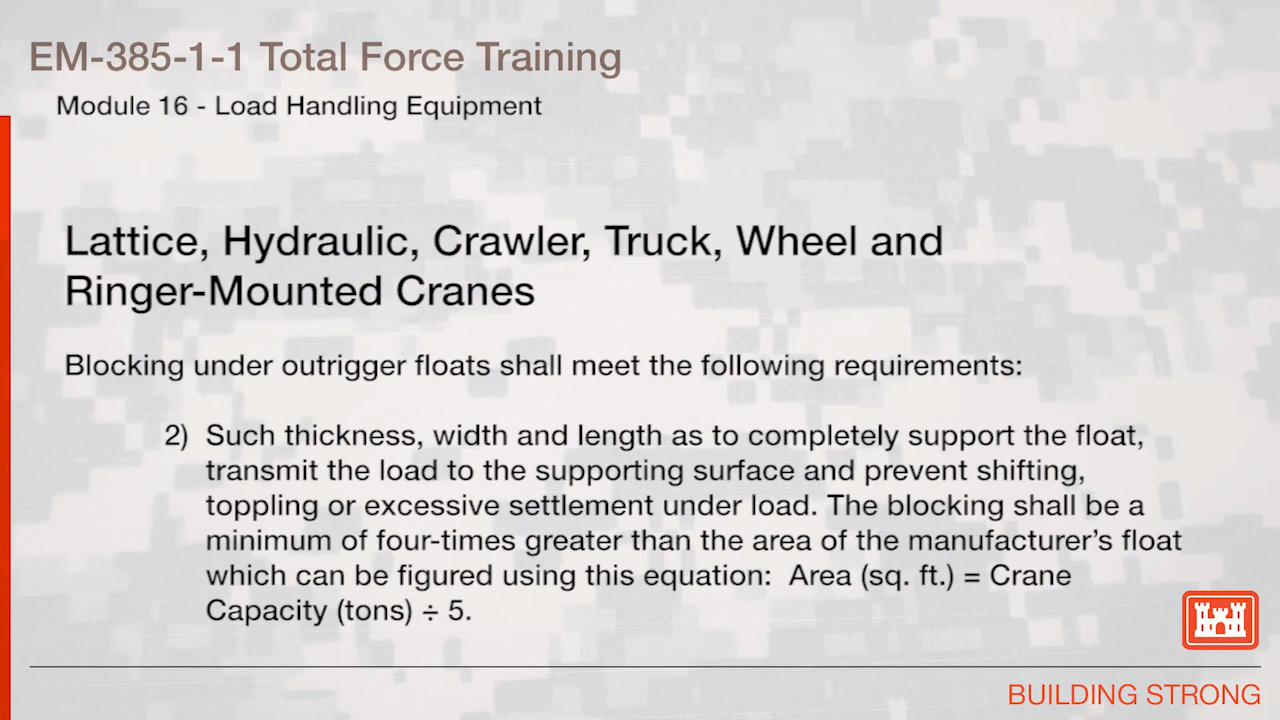 EM-385-1-1 Total Force Training
Module 16 - Load Handling Equipment
Lattice, Hydraulic, Crawler, Truck, Wheel and
Ringer-Mounted Cranes
Blocking under outrigger floats shall meet the following requirements:
2) Such thickness, width and length as to completely support the float,
transmit the load to the supporting surface and prevent shifting,
toppling or excessive settlement under load. The blocking shall be a
minimum of four-times greater than the area of the manufacturer's float
which can be figured using this equation:  Area (sq. ft.) = Crane
Capacity (tons) ÷ 5.
BUILDING STRONG